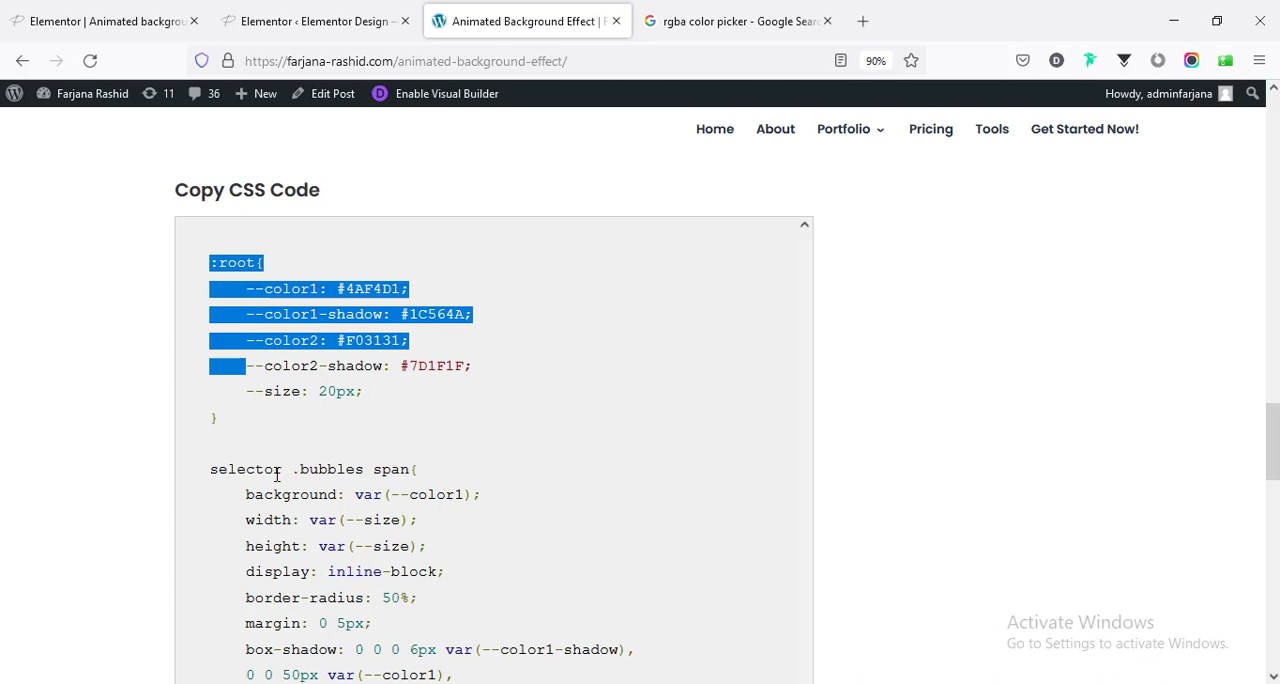 Elementor | Animated backgrou
Elementor ‹ Elementor Design –
Animated Background Effect | F
rgba color picker - Google Searc
https://farjana-rashid.com/animated-background-effect/
90%
Farjana Rashid
11
36
New
Edit Post
D
Enable Visual Builder
Howdy, adminfarjana
Home
About
Portfolio
Pricing
Tools
Get Started Now!
Copy CSS Code
:root{
--color1: #4AF4D1;
--color1-shadow: #1C564A;
--color2: #F03131;
--color2-shadow: #7D1F1F;
--size: 20px;
}
selector .bubbles span{
background: var(--color1);
width: var(--size);
height: var(--size);
display: inline-block;
border-radius: 50%;
margin: 0 5px;
box-shadow: 0 0 0 6px var(--color1-shadow),
0 0 50px var(--color1),
Activate Windows
Go to Settings to activate Windows.